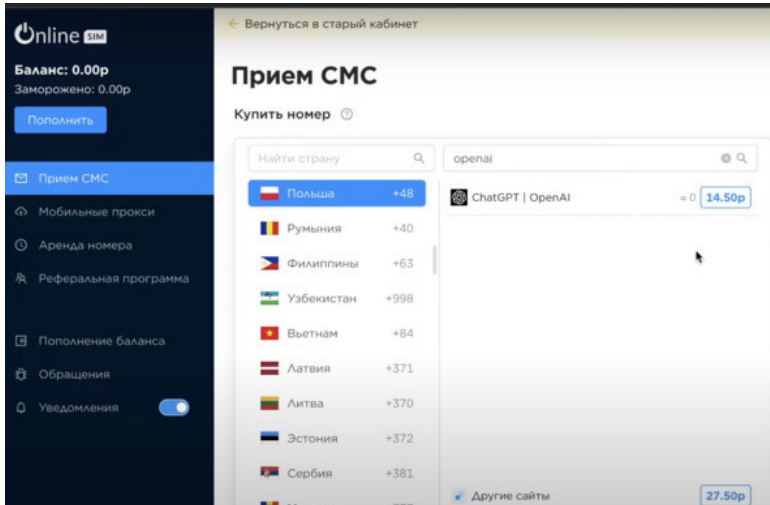 Online SIM
Баланс: 0.00р
Заморожено: 0.00р
Пополнить
Прием СМС
Мобильные прокси
Аренда номера
Реферальная программа
Пополнение баланса
Обращения
Уведомления
← Вернуться в старый кабинет
Прием СМС
Купить номер ?
Найти страну
Польша +48
Румыния +40
Филиппины +63
Узбекистан +998
Вьетнам +84
Латвия +371
Литва +370
Эстония +372
Сербия +381
openai
ChatGPT | OpenAI ≈ 0 14.50р
Другие сайты 27.50р